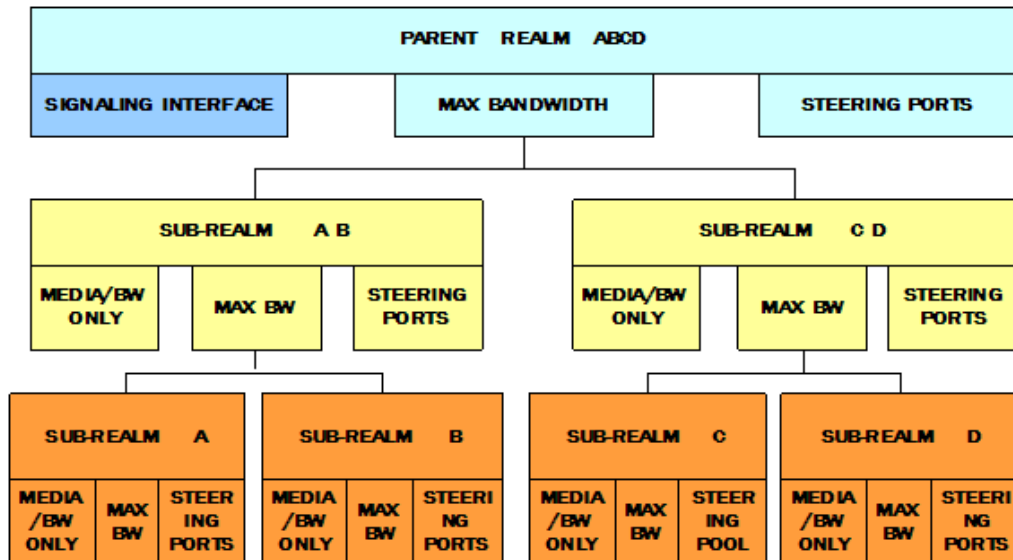 PARENT REALM ABCD
SIGNALING INTERFACE
MAX BANDWIDTH
STEERING PORTS
SUB-REALM A B
SUB-REALM C D
MEDIA/BW
ONLY
MAX BW
STEERING
PORTS
MEDIA/BW
ONLY
MAX BW
STEERING
PORTS
SUB-REALM A
SUB-REALM B
SUB-REALM C
SUB-REALM D
MEDIA
/BW
ONLY
MAX
BW
STEER
ING
PORTS
MEDIA
/BW
ONLY
MAX
BW
STEERI
NG
PORTS
MEDIA
/BW
ONLY
MAX
BW
STEER
ING
POOL
MEDIA
/BW
ONLY
MAX
BW
STEERI
NG
PORTS